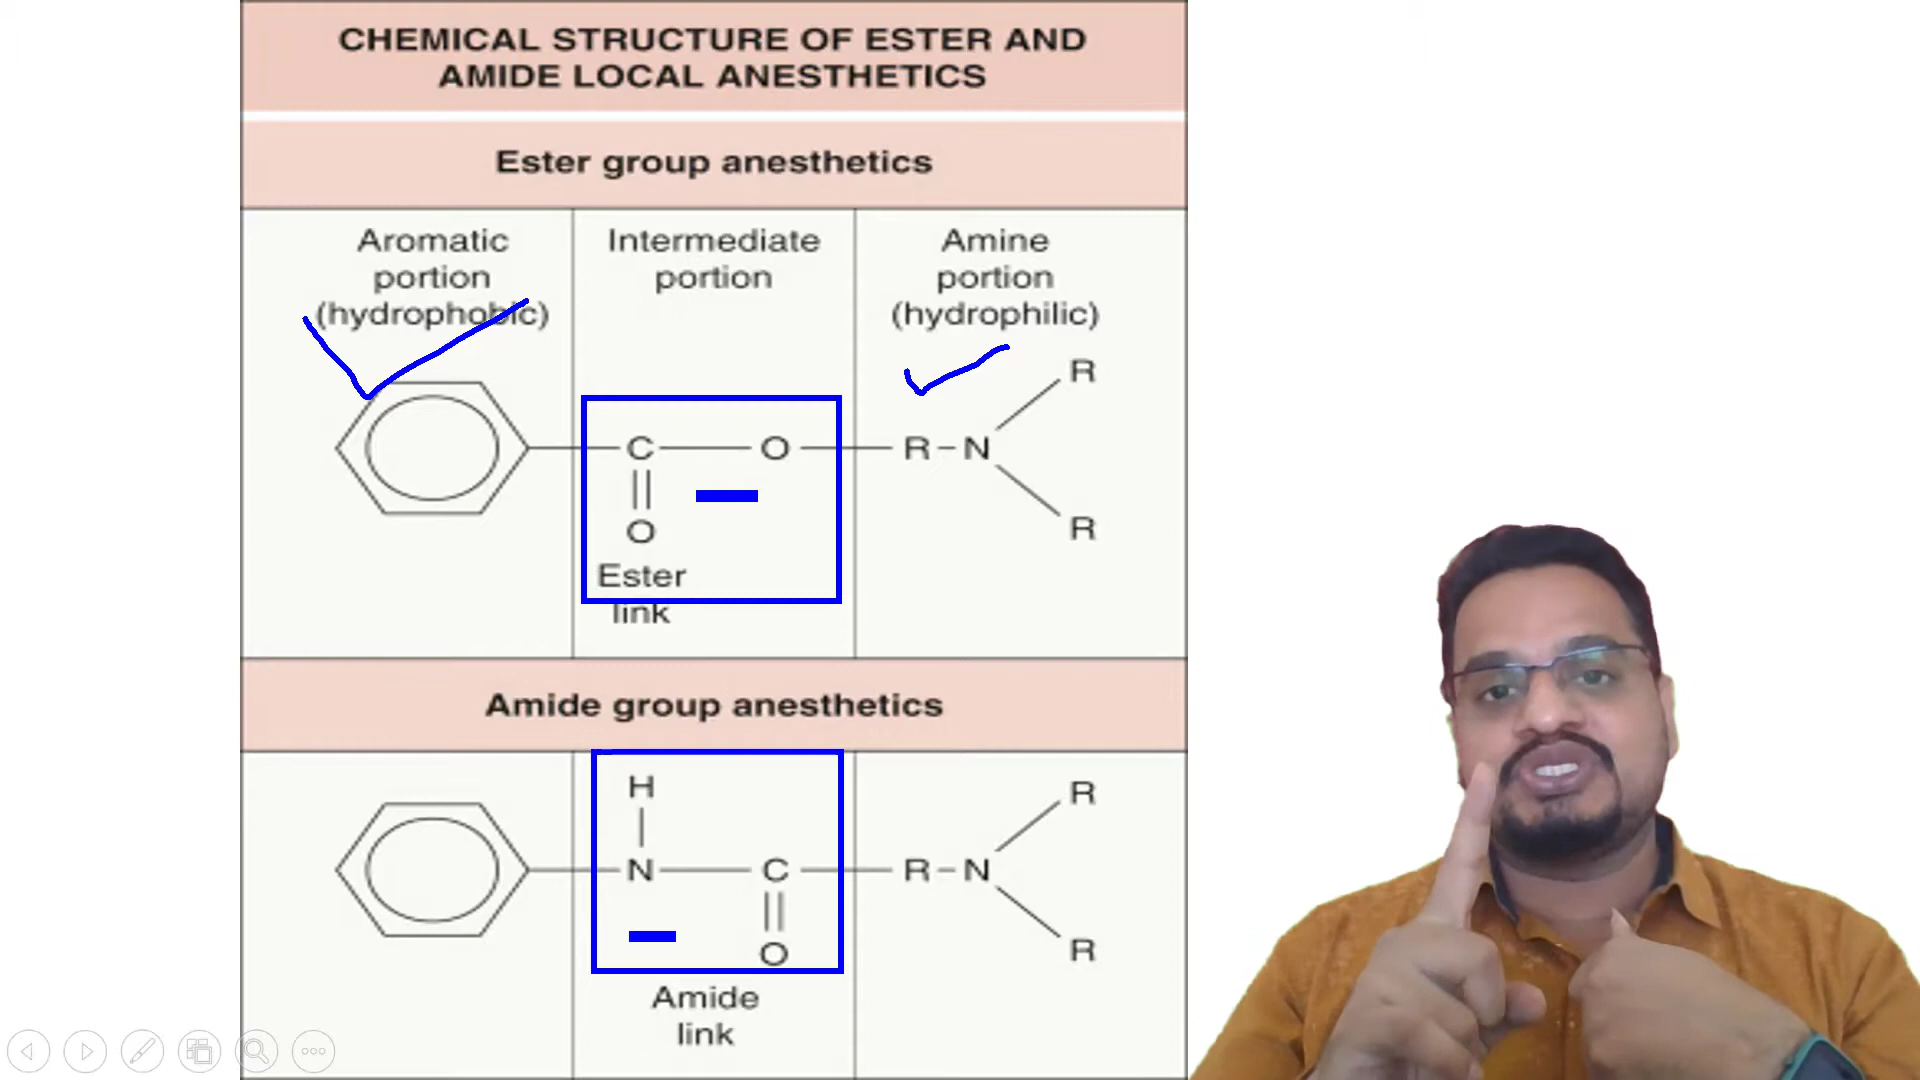 CHEMICAL STRUCTURE OF ESTER AND
AMIDE LOCAL ANESTHETICS
Ester group anesthetics
Aromatic
portion
(hydrophobic)
Intermediate
portion
Amine
portion
(hydrophilic)
R
C
O
R-N
O
R
Ester
link
Amide group anesthetics
H
R
N
C
R-N
O
R
Amide
link